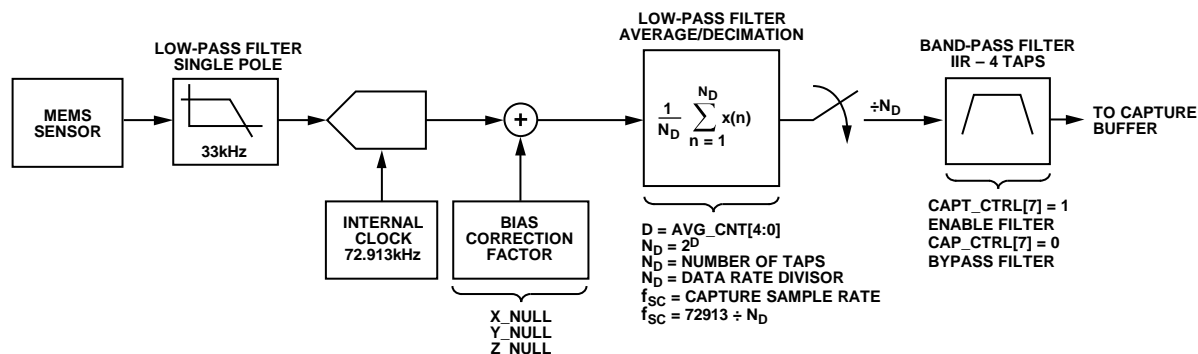 MEMS
SENSOR
LOW-PASS FILTER
SINGLE POLE
33kHz
INTERNAL
CLOCK
72.913kHz
+
BIAS
CORRECTION
FACTOR
X_NULL
Y_NULL
Z_NULL
LOW-PASS FILTER
AVERAGE/DECIMATION
1/N_D Σ_{n = 1}^{N_D} x(n)
D = AVG_CNT[4:0]
N_D = 2^D
N_D = NUMBER OF TAPS
N_D = DATA RATE DIVISOR
f_SC = CAPTURE SAMPLE RATE
f_SC = 72913 ÷ N_D
÷N_D
BAND-PASS FILTER
IIR – 4 TAPS
CAPT_CTRL[7] = 1
ENABLE FILTER
CAP_CTRL[7] = 0
BYPASS FILTER
TO CAPTURE
BUFFER